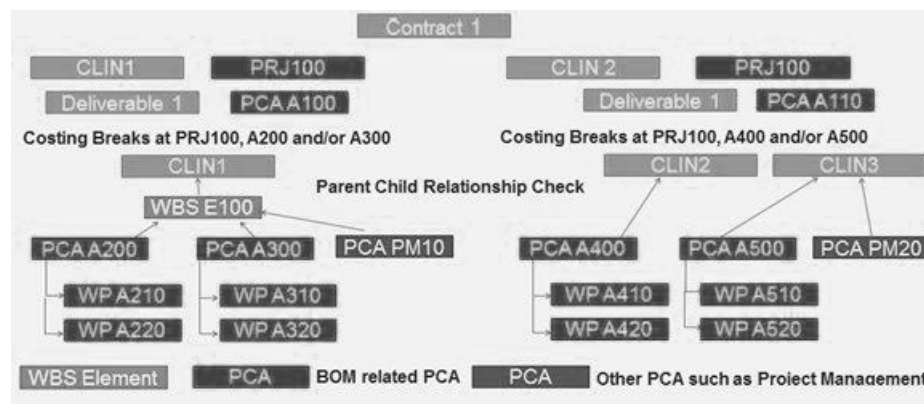 Contract 1
CLIN1 PRJ100 CLIN 2 PRJ100
Deliverable 1 PCA A100 Deliverable 1 PCA A110
Costing Breaks at PRJ100, A200 and/or A300 Costing Breaks at PRJ100, A400 and/or A500
CLIN1 CLIN2 CLIN3
Parent Child Relationship Check
WBS E100
PCA A200 PCA A300 PCA PM10 PCA A400 PCA A500 PCA PM20
WP A210 WP A310 WP A410 WP A510
WP A220 WP A320 WP A420 WP A520
WBS Element PCA BOM related PCA PCA Other PCA such as Project Management